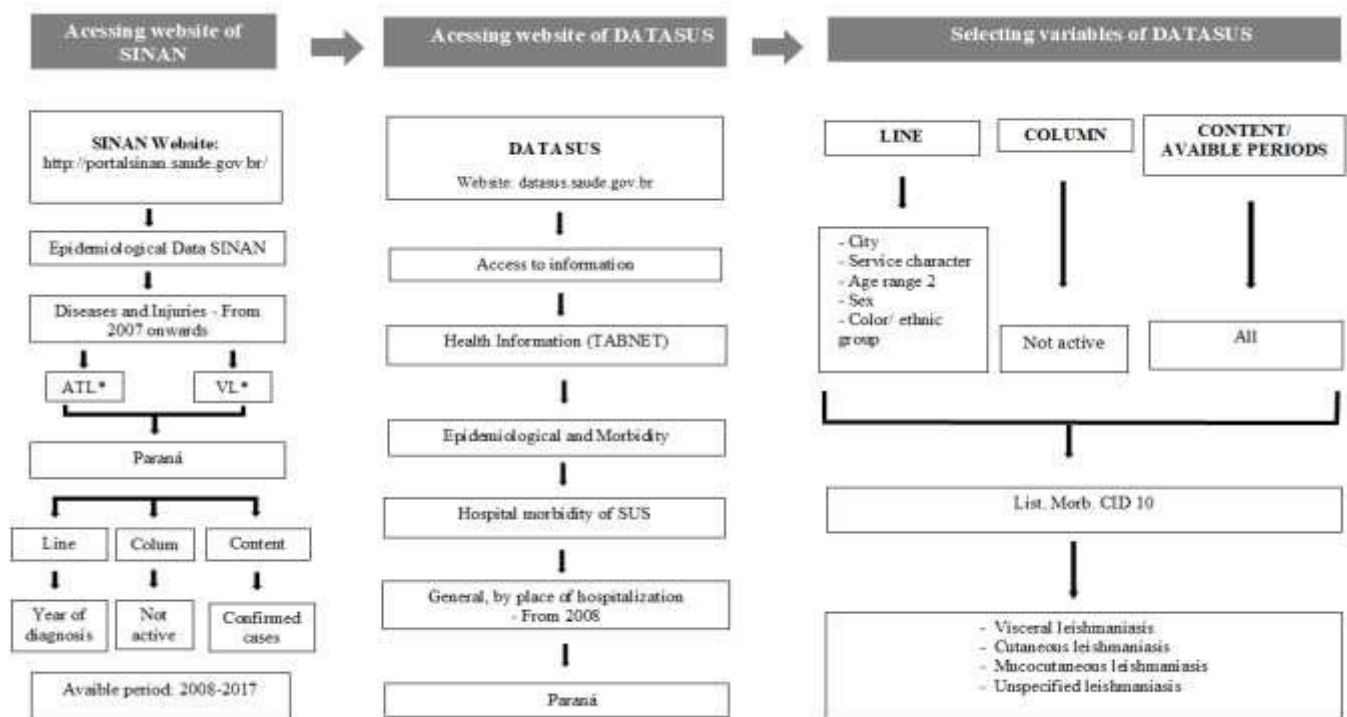 Acessing website of
SINAN
SINAN Website:
http://portalsinan.saude.gov.br/
Epidemiological Data SINAN
Diseases and Injuries - From
2007 onwards
ATL*
VL*
Paraná
Line
Colum
Content
Year of
diagnosis
Not
active
Confirmed
cases
Avaible period: 2008-2017
Acessing website of DATASUS
DATASUS
Website: datasus.saude.gov.br
Access to information
Health Information (TABNET)
Epidemiological and Morbidity
Hospital morbidity of SUS
General, by place of hospitalization
- From 2008
Paraná
Selecting variables of DATASUS
LINE
COLUMN
CONTENT/
AVAIBLE PERIODS
- City
- Service character
- Age range 2
- Sex
- Color/ ethnic
group
Not active
All
List. Morb. CID 10
- Visceral leishmaniasis
- Cutaneous leishmaniasis
- Mucocutaneous leishmaniasis
- Unspecified leishmaniasis